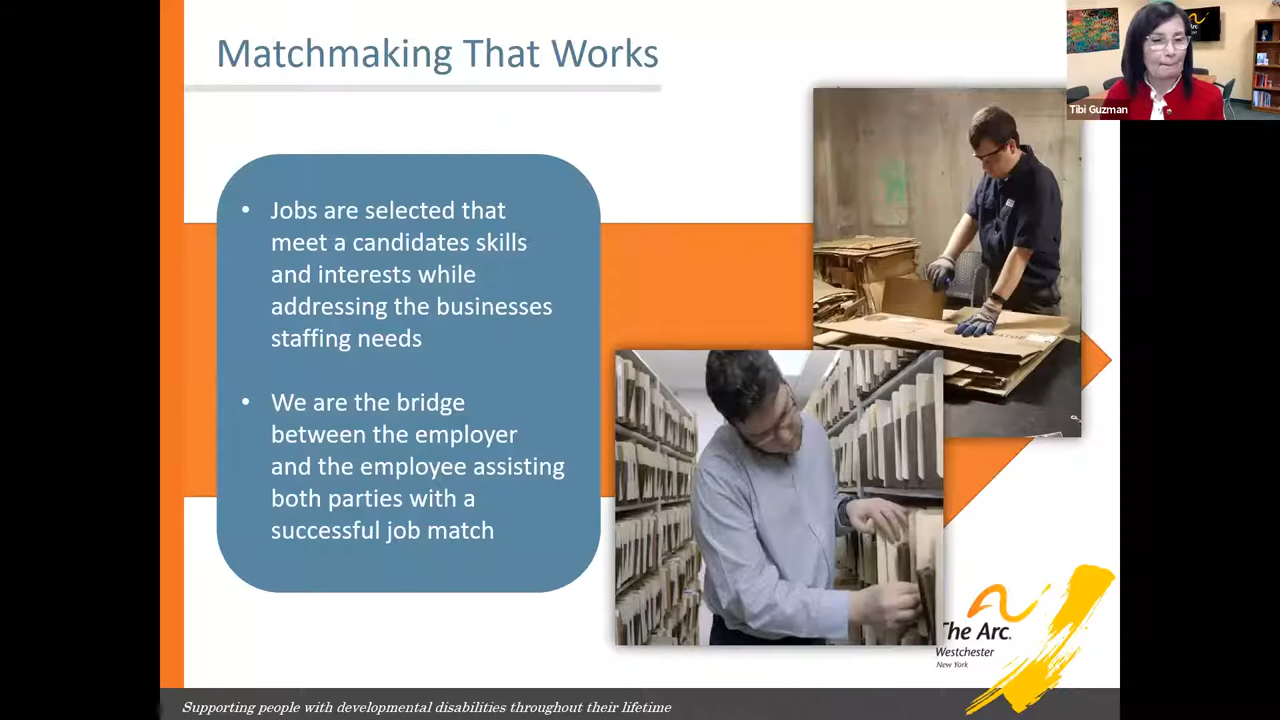 Matchmaking That Works
Tibi Guzman
• Jobs are selected that
meet a candidates skills
and interests while
addressing the businesses
staffing needs
• We are the bridge
between the employer
and the employee assisting
both parties with a
successful job match
The Arc.
Westchester
New York
Supporting people with developmental disabilities throughout their lifetime